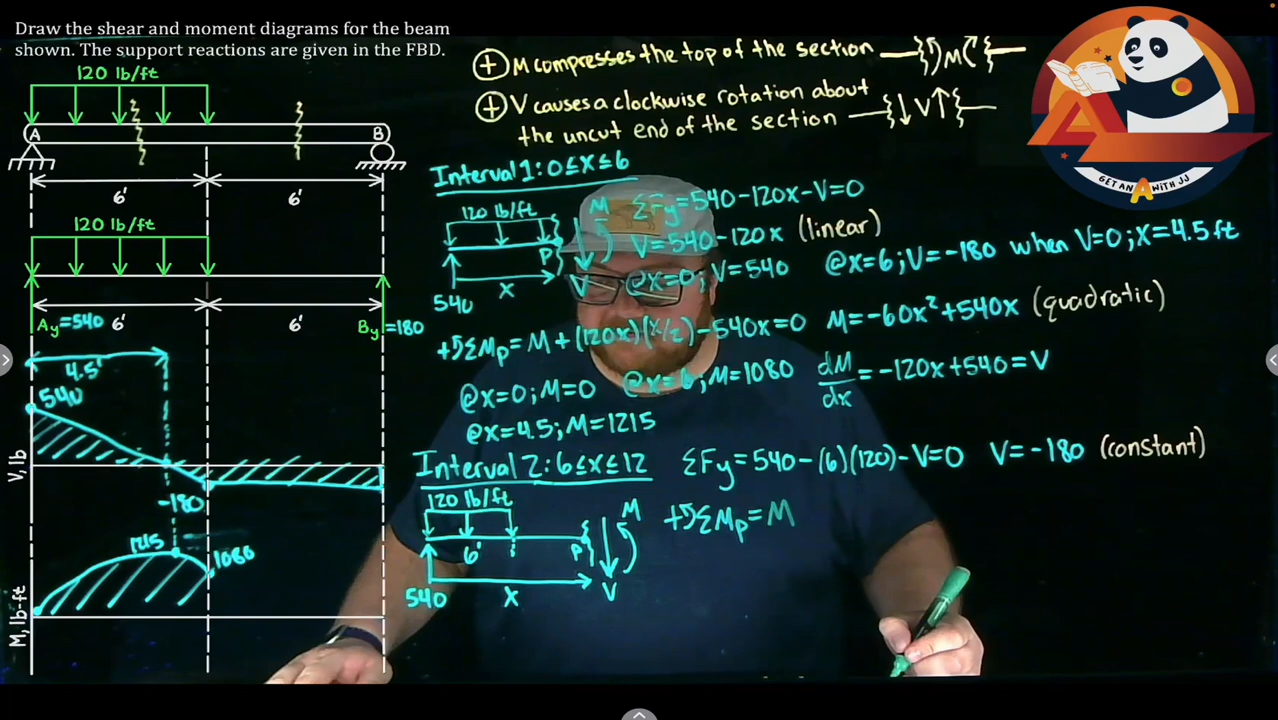 Draw the shear and moment diagrams for the beam
shown. The support reactions are given in the FBD.
120 lb/ft
A
B
6'
6'
120 lb/ft
Ay=540
6'
6'
By=180
4.5'
540
V, lb
-180
1215
1080
M, lb-ft
+ M compresses the top of the section
M
+ V causes a clockwise rotation about
the uncut end of the section
V
Interval 1: 0≤x≤6
120 lb/ft
M
P
V
540
x
ΣFy=540-120x-V=0
V=540-120x (linear)
@x=0; V=540
@x=6; V=-180 when V=0; x=4.5 ft
+↺ΣMp=M+(120x)(x/2)-540x=0
M=-60x²+540x (quadratic)
@x=0; M=0
@x=6; M=1080
dM/dx=-120x+540=V
@x=4.5; M=1215
Interval 2: 6≤x≤12
ΣFy=540-(6)(120)-V=0
V=-180 (constant)
120 lb/ft
6'
P
M
V
540
x
+↺ΣMp=M
GET AN A WITH JJ